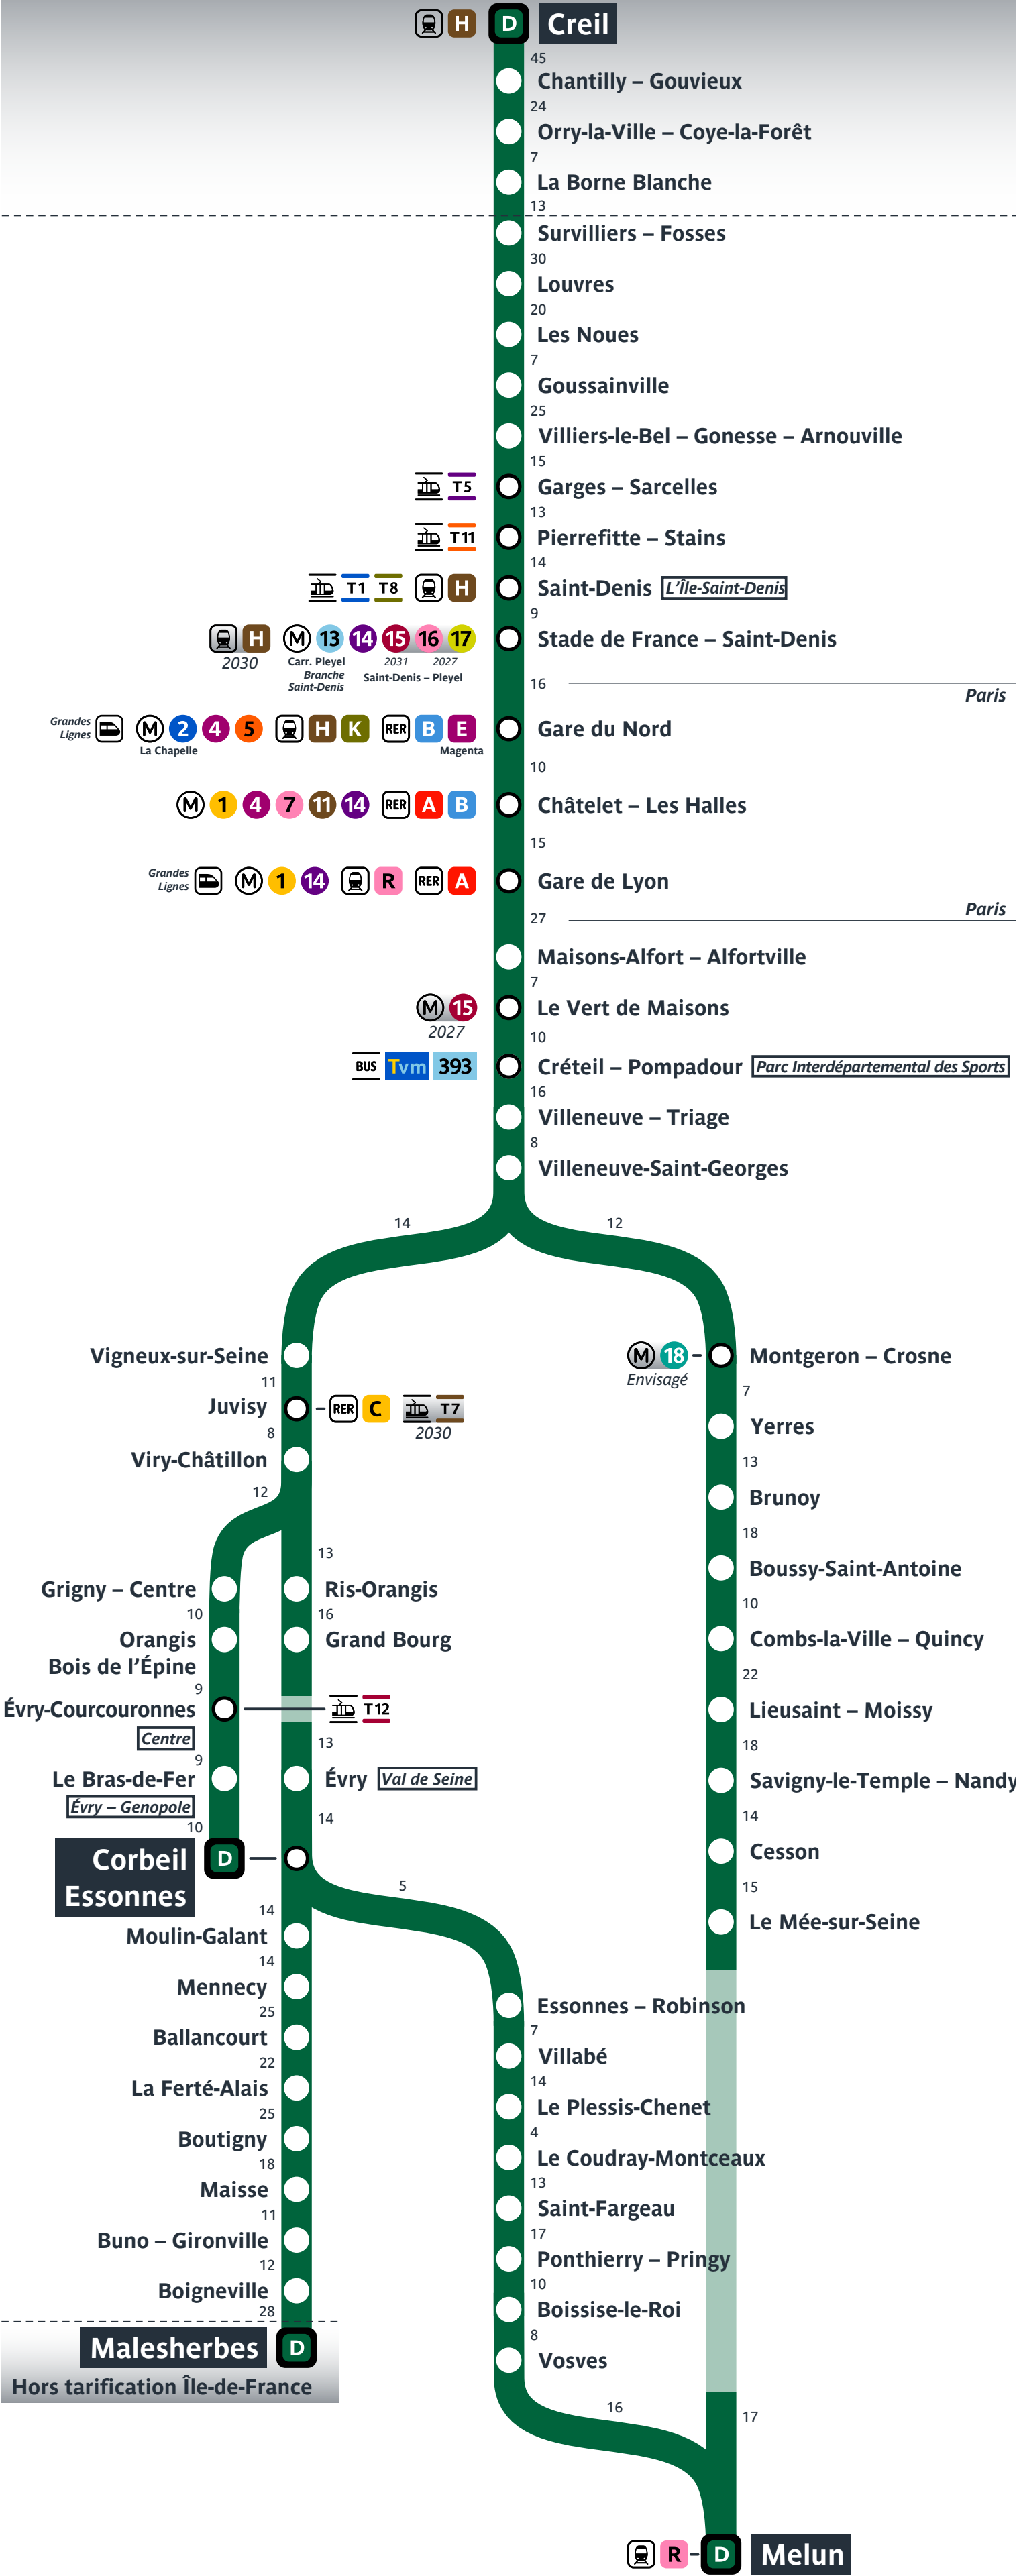 H D Creil
45
Chantilly – Gouvieux
24
Orry-la-Ville – Coye-la-Forêt
7
La Borne Blanche
13
Survilliers – Fosses
30
Louvres
20
Les Noues
7
Goussainville
25
Villiers-le-Bel – Gonesse – Arnouville
15
T5 Garges – Sarcelles
13
T11 Pierrefitte – Stains
14
T1 T8 H Saint-Denis L'Île-Saint-Denis
9
H M 13 14 15 16 17 Stade de France – Saint-Denis
2030 Carr. Pleyel 2031 2027
Branche Saint-Denis – Pleyel
Saint-Denis
16
Paris
Grandes
Lignes M 2 4 5 H K RER B E Gare du Nord
La Chapelle Magenta
10
M 1 4 7 11 14 RER A B Châtelet – Les Halles
15
Grandes
Lignes M 1 14 R RER A Gare de Lyon
Paris
27
Maisons-Alfort – Alfortville
7
M 15 Le Vert de Maisons
2027
10
BUS Tvm 393 Créteil – Pompadour Parc Interdépartemental des Sports
16
Villeneuve – Triage
8
Villeneuve-Saint-Georges
14 12
Vigneux-sur-Seine
11
Juvisy RER C T7
2030
8
Viry-Châtillon
12
13
Grigny – Centre Ris-Orangis
10 16
Orangis Grand Bourg
Bois de l'Épine
9
Évry-Courcouronnes T12
Centre
13
9
Le Bras-de-Fer Évry Val de Seine
Évry – Genopole
10 14
Corbeil D
Essonnes
5
14
Moulin-Galant
14
Mennecy
25
Ballancourt
22
La Ferté-Alais
25
Boutigny
18
Maisse
11
Buno – Gironville
12
Boigneville
28
Malesherbes D
Hors tarification Île-de-France
M 18 Montgeron – Crosne
Envisagé
7
Yerres
13
Brunoy
18
Boussy-Saint-Antoine
10
Combs-la-Ville – Quincy
22
Lieusaint – Moissy
18
Savigny-le-Temple – Nandy
14
Cesson
15
Le Mée-sur-Seine
Essonnes – Robinson
7
Villabé
14
Le Plessis-Chenet
4
Le Coudray-Montceaux
13
Saint-Fargeau
17
Ponthierry – Pringy
10
Boissise-le-Roi
8
Vosves
16 17
R D Melun